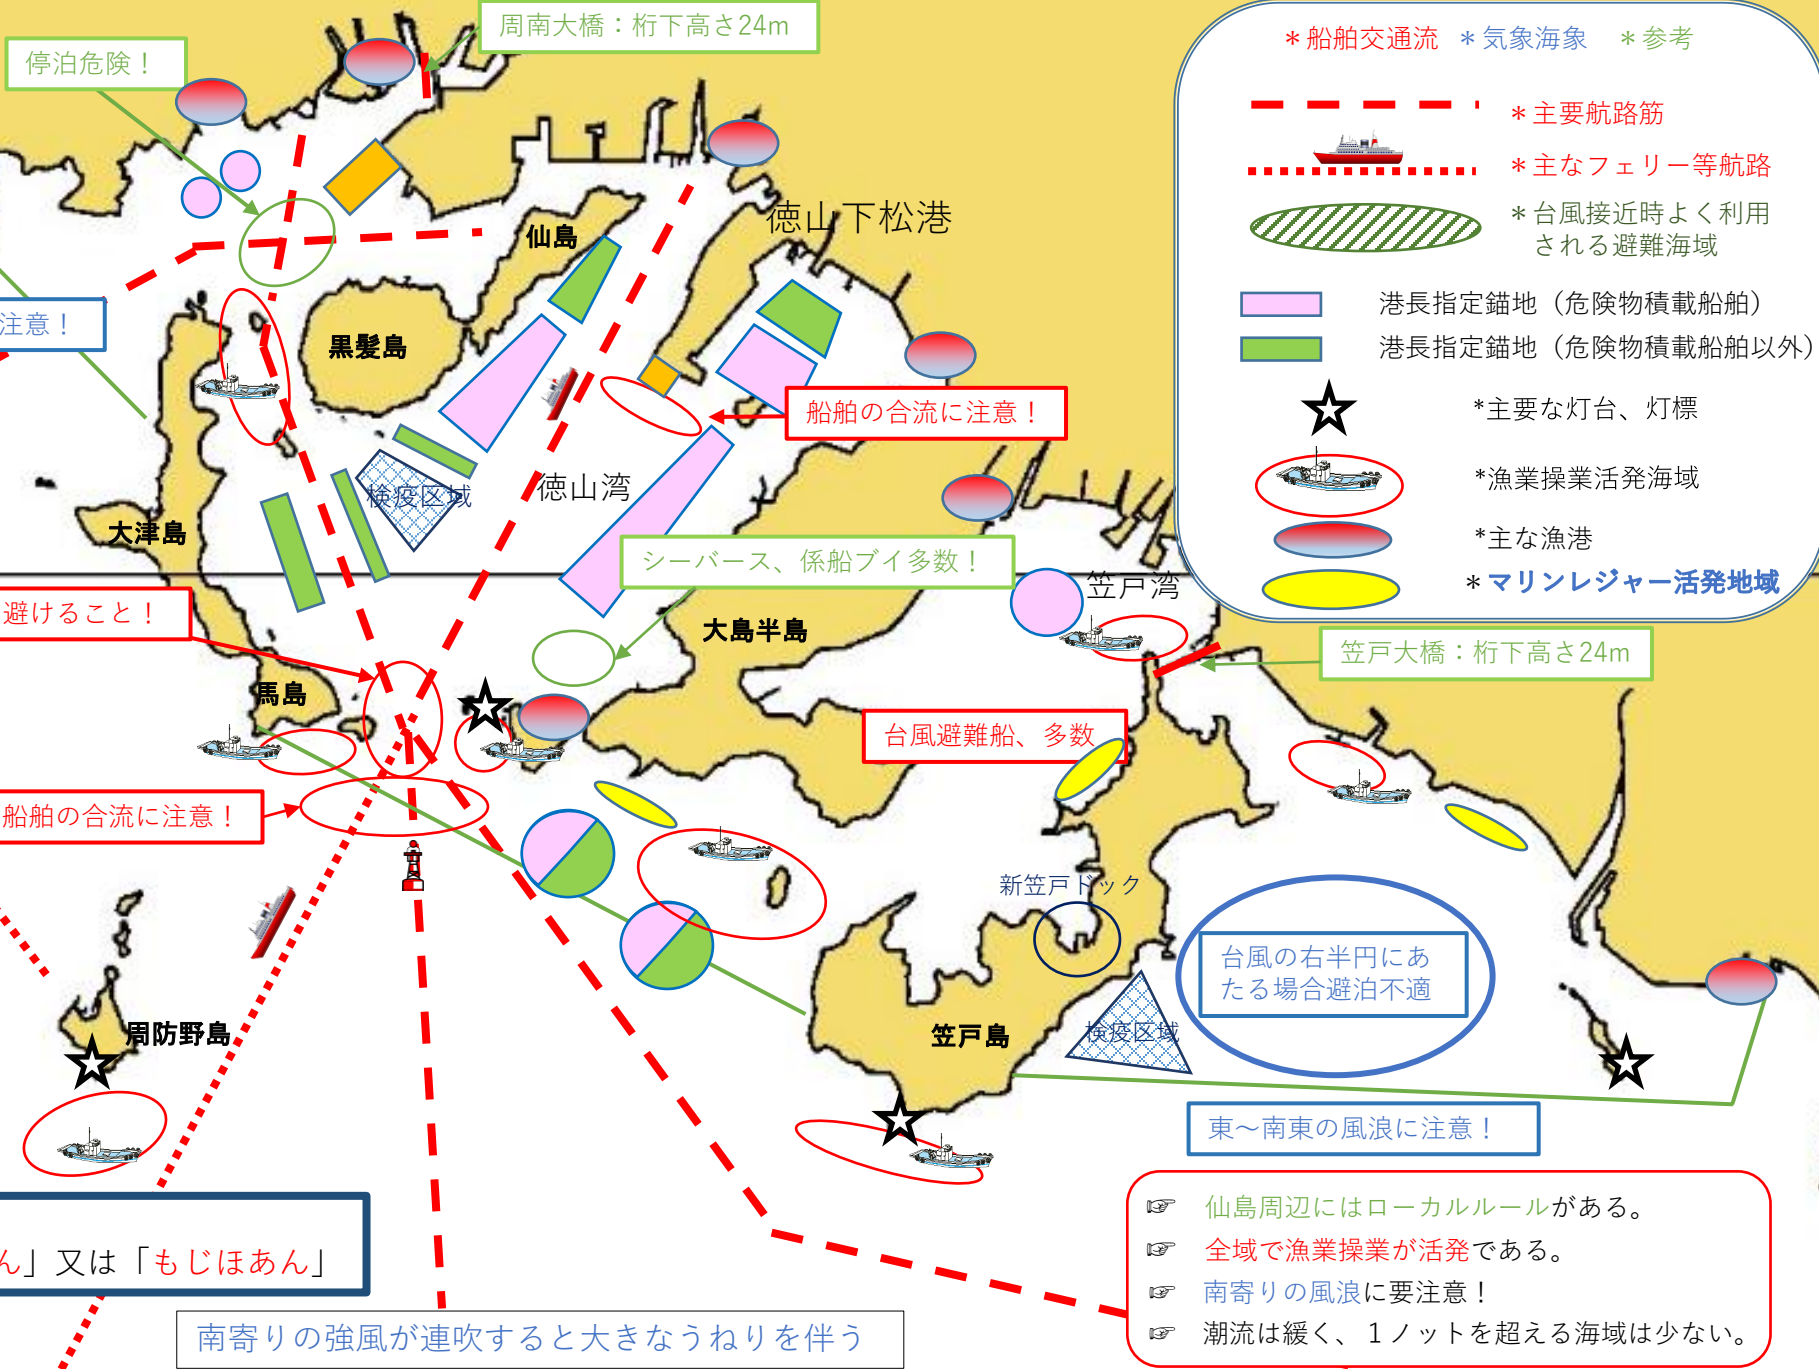 周南大橋：桁下高さ24m
停泊危険！
＊船舶交通流 ＊気象海象 ＊参考
＊主要航路筋
＊主なフェリー等航路
＊台風接近時よく利用
される避難海域
港長指定錨地（危険物積載船舶）
港長指定錨地（危険物積載船舶以外）
*主要な灯台、灯標
*漁業操業活発海域
*主な漁港
＊マリンレジャー活発地域
徳山下松港
仙島
注意！
黒髪島
船舶の合流に注意！
検疫区域
徳山湾
大津島
シーバース、係船ブイ多数！
笠戸湾
避けること！
大島半島
笠戸大橋：桁下高さ24m
馬島
台風避難船、多数
船舶の合流に注意！
新笠戸ドック
台風の右半円にあ
たる場合避泊不適
周防野島
笠戸島
検疫区域
東～南東の風浪に注意！
☞ 仙島周辺にはローカルルールがある。
☞ 全域で漁業操業が活発である。
☞ 南寄りの風浪に要注意！
☞ 潮流は緩く、１ノットを超える海域は少ない。
ん」又は「もじほあん」
南寄りの強風が連吹すると大きなうねりを伴う